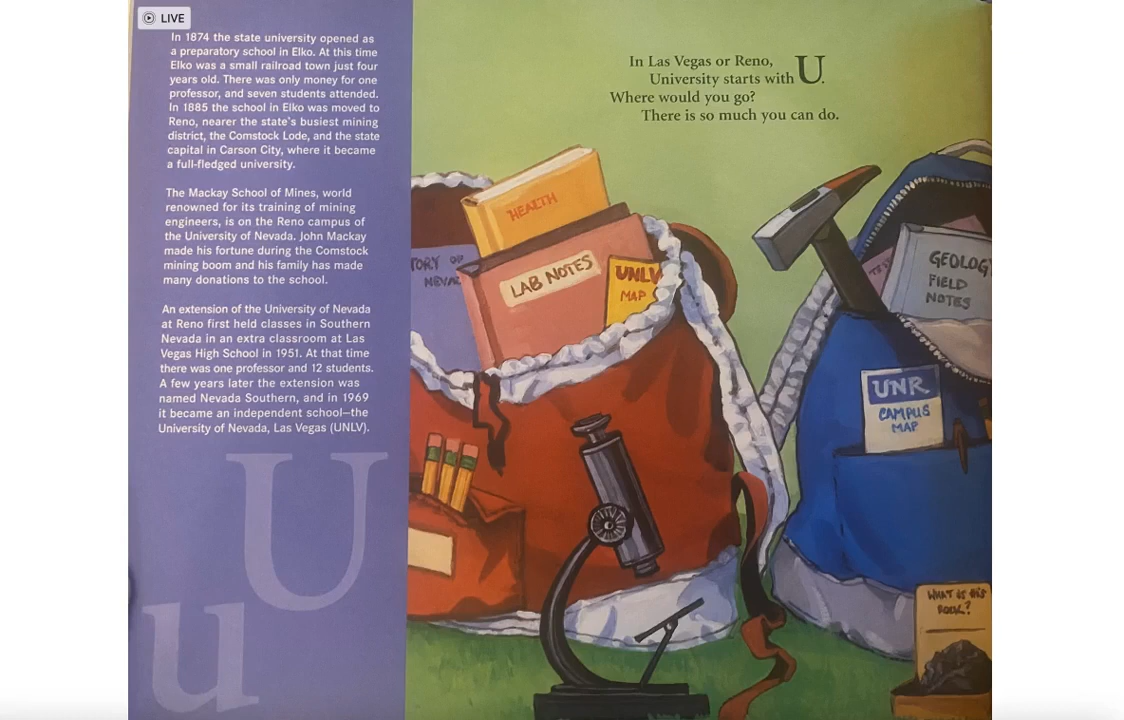 LIVE
In 1874 the state university opened as
a preparatory school in Elko. At this time
Elko was a small railroad town just four
years old. There was only money for one
professor, and seven students attended.
In 1885 the school in Elko was moved to
Reno, nearer the state's busiest mining
district, the Comstock Lode, and the state
capital in Carson City, where it became
a full-fledged university.
The Mackay School of Mines, world
renowned for its training of mining
engineers, is on the Reno campus of
the University of Nevada. John Mackay
made his fortune during the Comstock
mining boom and his family has made
many donations to the school.
An extension of the University of Nevada
at Reno first held classes in Southern
Nevada in an extra classroom at Las
Vegas High School in 1951. At that time
there was one professor and 12 students.
A few years later the extension was
named Nevada Southern, and in 1969
it became an independent school—the
University of Nevada, Las Vegas (UNLV).
U
u
In Las Vegas or Reno,
University starts with U.
Where would you go?
There is so much you can do.
HEALTH
TORY OF
NEVA
LAB NOTES
UNLV
MAP
GEOLOG
FIELD
NOTES
UNR
CAMPUS
MAP
WHAT IS THIS
ROCK?